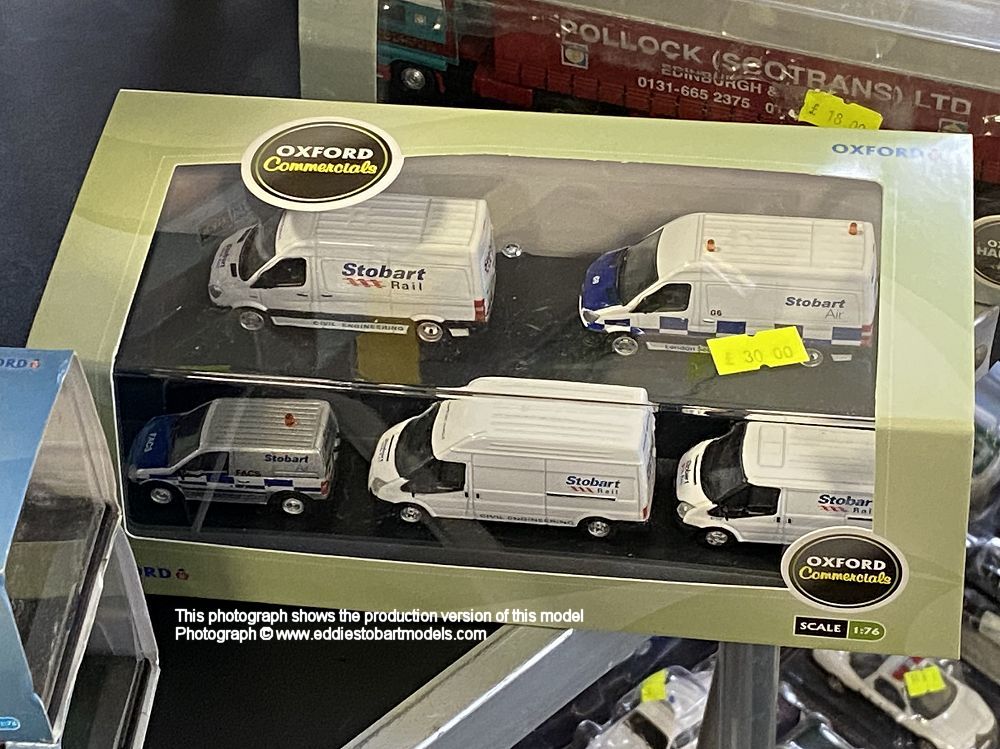 POLLOCK (SCOTRANS) LTD
EDINBURGH &
0131-665 2375
£ 18.00
OXFORD
Commercials
OXFORD
Stobart
Rail
CIVIL ENGINEERING
Stobart
Air
06
£ 30.00
FACS
FACS
Stobart
Stobart
Rail
CIVIL ENGINEERING
Stobart
Rail
OXFORD
Commercials
SCALE 1:76
This photograph shows the production version of this model
Photograph © www.eddiestobartmodels.com